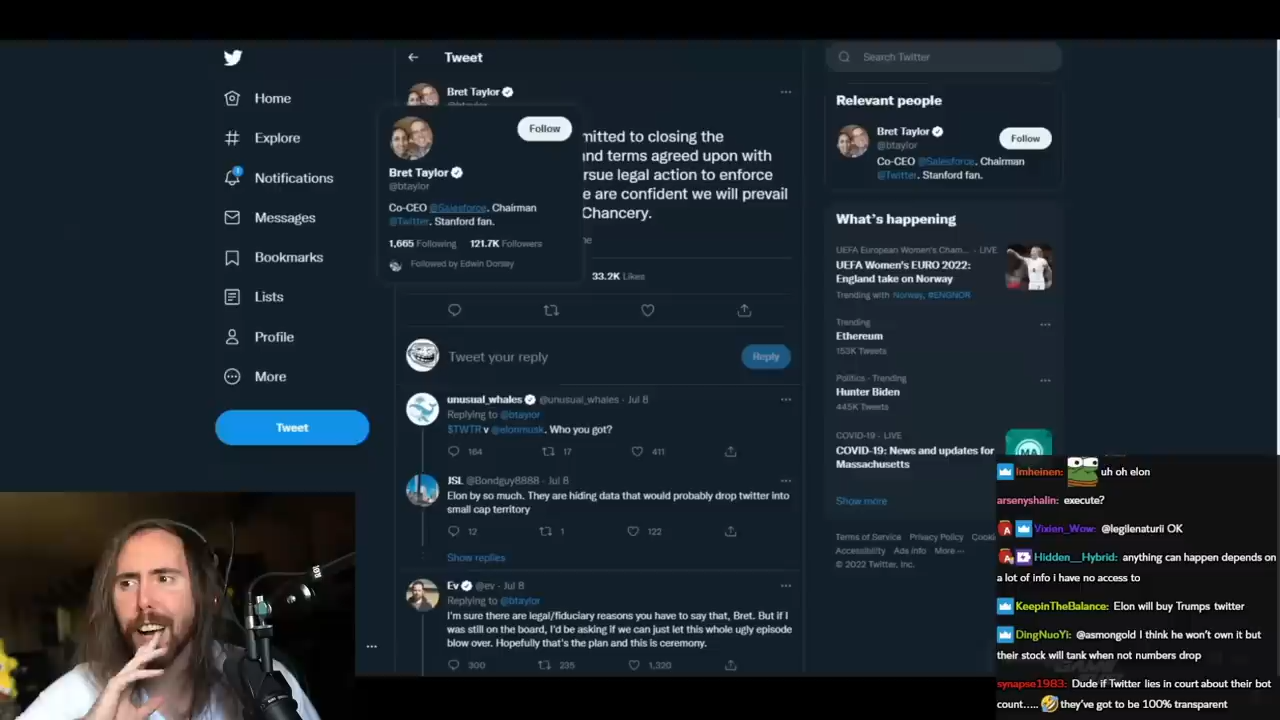 Home
Explore
Notifications
Messages
Bookmarks
Lists
Profile
More
Tweet
Tweet
Bret Taylor
@btaylor
Follow
Bret Taylor
@btaylor
Co-CEO @Salesforce. Chairman
@Twitter. Stanford fan.
1,665 Following 121.7K Followers
Followed by Edwin Dorsey
mitted to closing the
nd terms agreed upon with
rsue legal action to enforce
e are confident we will prevail
Chancery.
33.2K Likes
Tweet your reply
Reply
unusual_whales @unusual_whales · Jul 8
Replying to @btaylor
$TWTR v @elonmusk. Who you got?
164 17 411
JSL @Bondguy8888 · Jul 8
Elon by so much. They are hiding data that would probably drop twitter into
small cap territory
12 1 122
Show replies
Ev @ev · Jul 8
Replying to @btaylor
I'm sure there are legal/fiduciary reasons you have to say that, Bret. But if I
was still on the board, I'd be asking if we can just let this whole ugly episode
blow over. Hopefully that's the plan and this is ceremony.
300 235 1,320
Search Twitter
Relevant people
Bret Taylor
@btaylor
Follow
Co-CEO @Salesforce. Chairman
@Twitter. Stanford fan.
What's happening
UEFA European Women's Cham... · LIVE
UEFA Women's EURO 2022:
England take on Norway
Trending with Norway, #ENGNOR
Trending
Ethereum
153K Tweets
Politics · Trending
Hunter Biden
445K Tweets
COVID-19 · LIVE
COVID-19: News and updates for
Massachusetts
MA
Show more
Terms of Service Privacy Policy Cooki
Accessibility Ads info More ···
© 2022 Twitter, Inc.
lmheinen: uh oh elon
arsenyshalin: execute?
Vixien_Wow: @legilenaturii OK
Hidden__Hybrid: anything can happen depends on
a lot of info i have no access to
KeepinTheBalance: Elon will buy Trumps twitter
DingNuoYi: @asmongold I think he won't own it but
their stock will tank when not numbers drop
synapse1983: Dude if Twitter lies in court about their bot
count..... 🤣 they've got to be 100% transparent